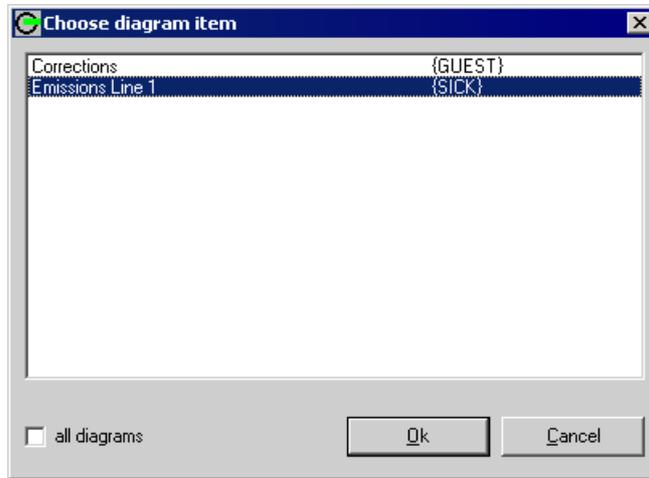 Choose diagram item
Corrections {GUEST}
Emissions Line 1 {SICK}
all diagrams Ok Cancel